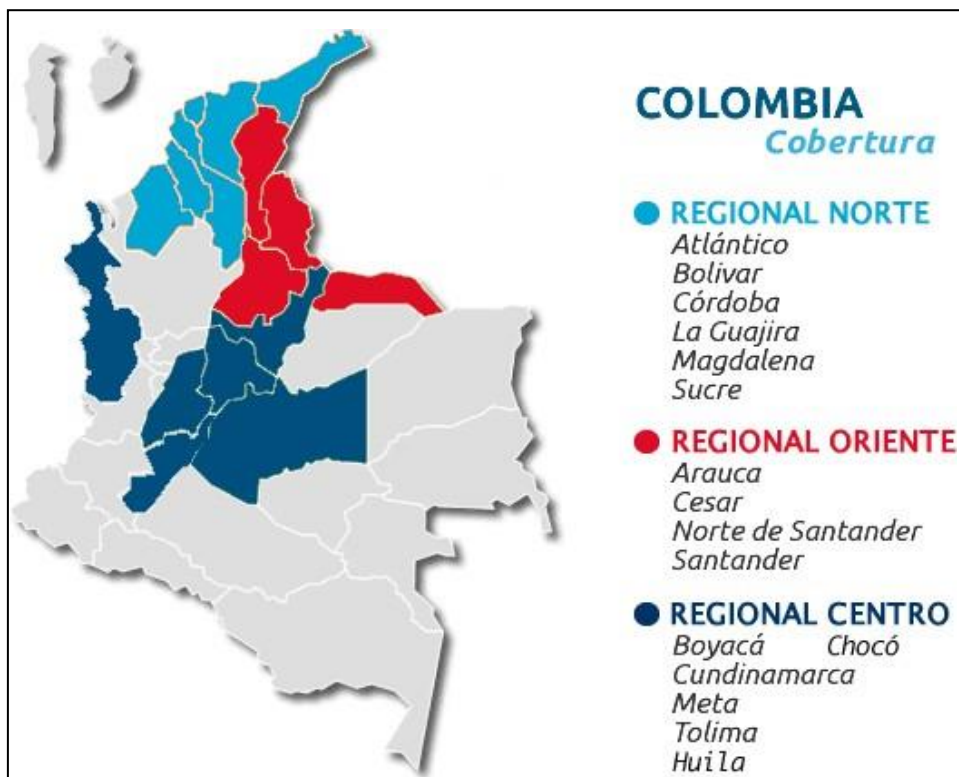 COLOMBIA
Cobertura
REGIONAL NORTE
Atlántico
Bolivar
Córdoba
La Guajira
Magdalena
Sucre
REGIONAL ORIENTE
Arauca
Cesar
Norte de Santander
Santander
REGIONAL CENTRO
Boyacá Chocó
Cundinamarca
Meta
Tolima
Huila